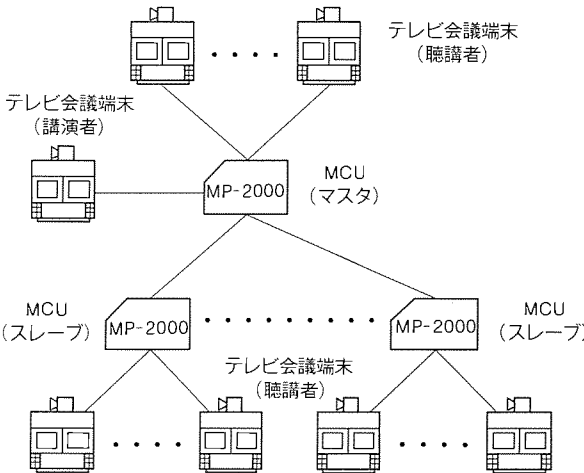 テレビ会議端末
(聴講者)
テレビ会議端末
(講演者)
MP-2000
MCU
(マスタ)
MCU
(スレーブ)
MP-2000
MP-2000
MCU
(スレーブ)
テレビ会議端末
(聴講者)